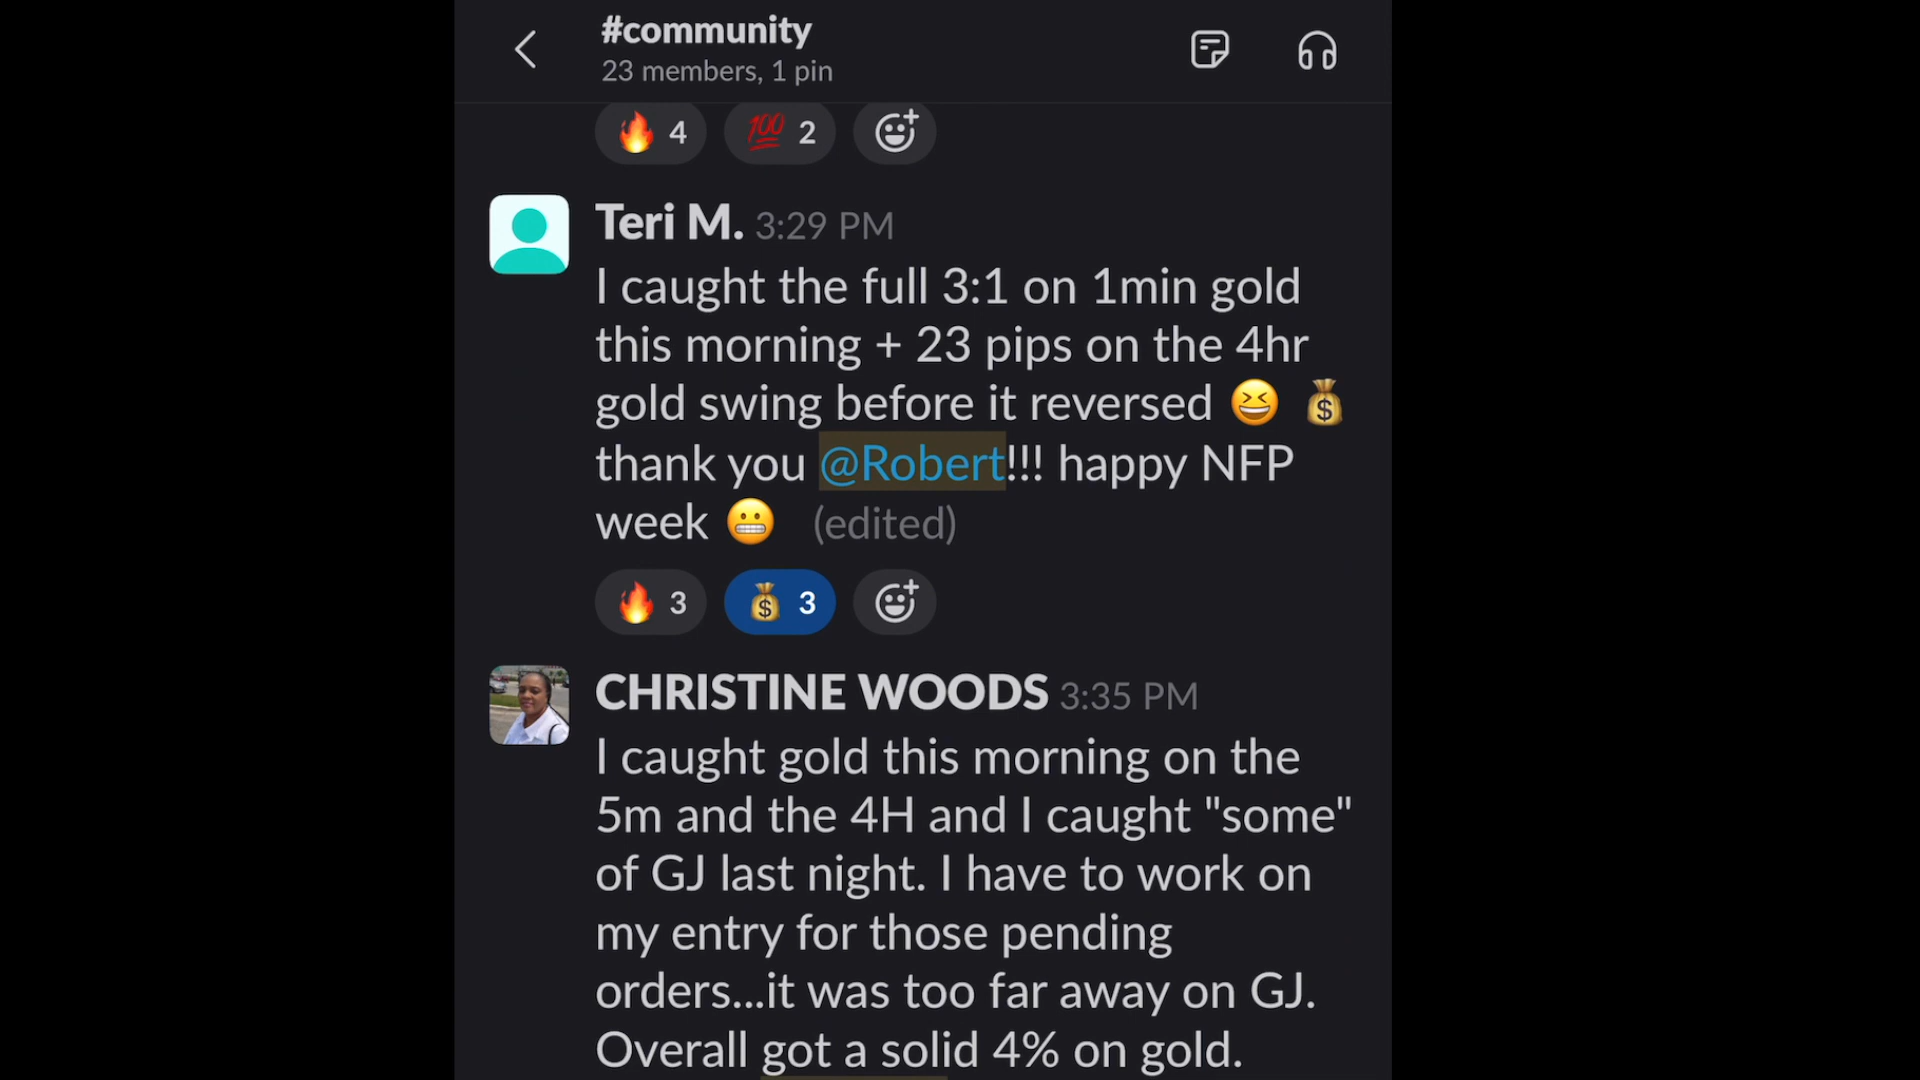 #community
23 members, 1 pin
🔥 4 💯 2
Teri M. 3:29 PM
I caught the full 3:1 on 1min gold
this morning + 23 pips on the 4hr
gold swing before it reversed 😆 💰
thank you @Robert!!! happy NFP
week 😬 (edited)
🔥 3 💰 3
CHRISTINE WOODS 3:35 PM
I caught gold this morning on the
5m and the 4H and I caught "some"
of GJ last night. I have to work on
my entry for those pending
orders...it was too far away on GJ.
Overall got a solid 4% on gold.